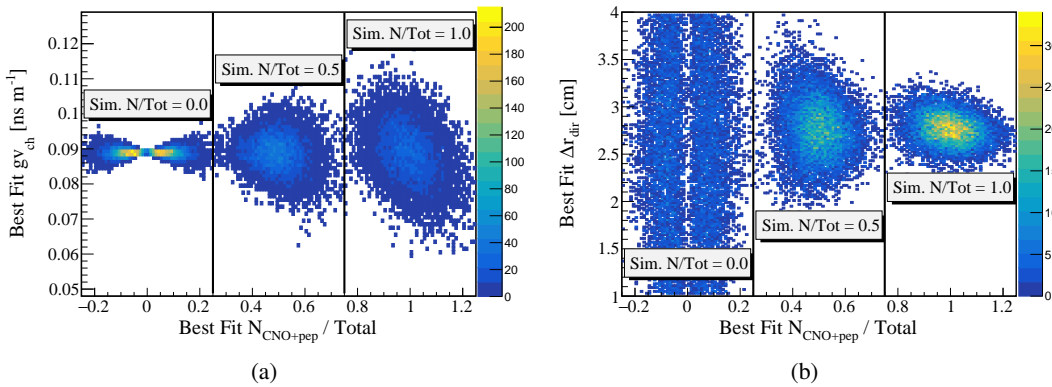 Best Fit gv_ch [ns m⁻¹]
0.12
0.11
0.1
0.09
0.08
0.07
0.06
0.05
Sim. N/Tot = 0.0
Sim. N/Tot = 0.5
Sim. N/Tot = 1.0
200
180
160
140
120
100
80
60
40
20
0
−0.2 0 0.2 0.4 0.6 0.8 1 1.2
Best Fit N_CNO+pep / Total
(a)
Best Fit Δr_dir [cm]
4
3.5
3
2.5
2
1.5
1
Sim. N/Tot = 0.0
Sim. N/Tot = 0.5
Sim. N/Tot = 1.0
5
0
−0.2 0 0.2 0.4 0.6 0.8 1 1.2
Best Fit N_CNO+pep / Total
(b)